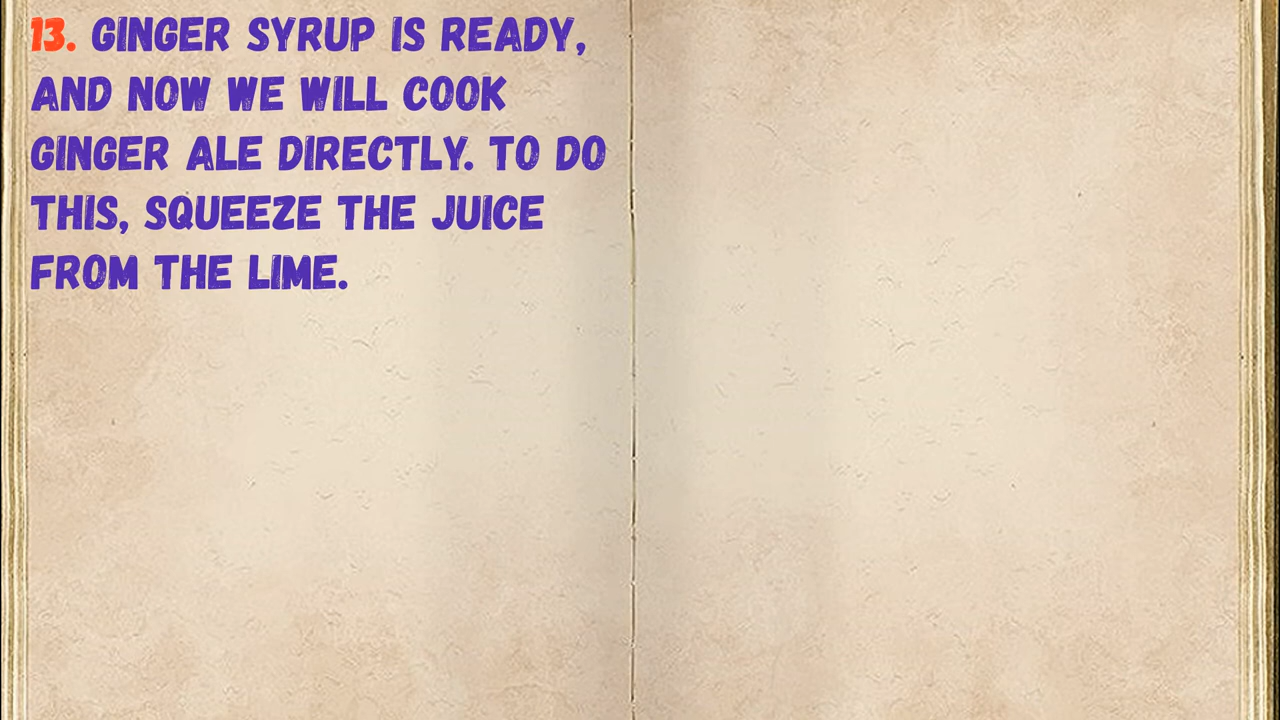 13. GINGER SYRUP IS READY,
AND NOW WE WILL COOK
GINGER ALE DIRECTLY. TO DO
THIS, SQUEEZE THE JUICE
FROM THE LIME.